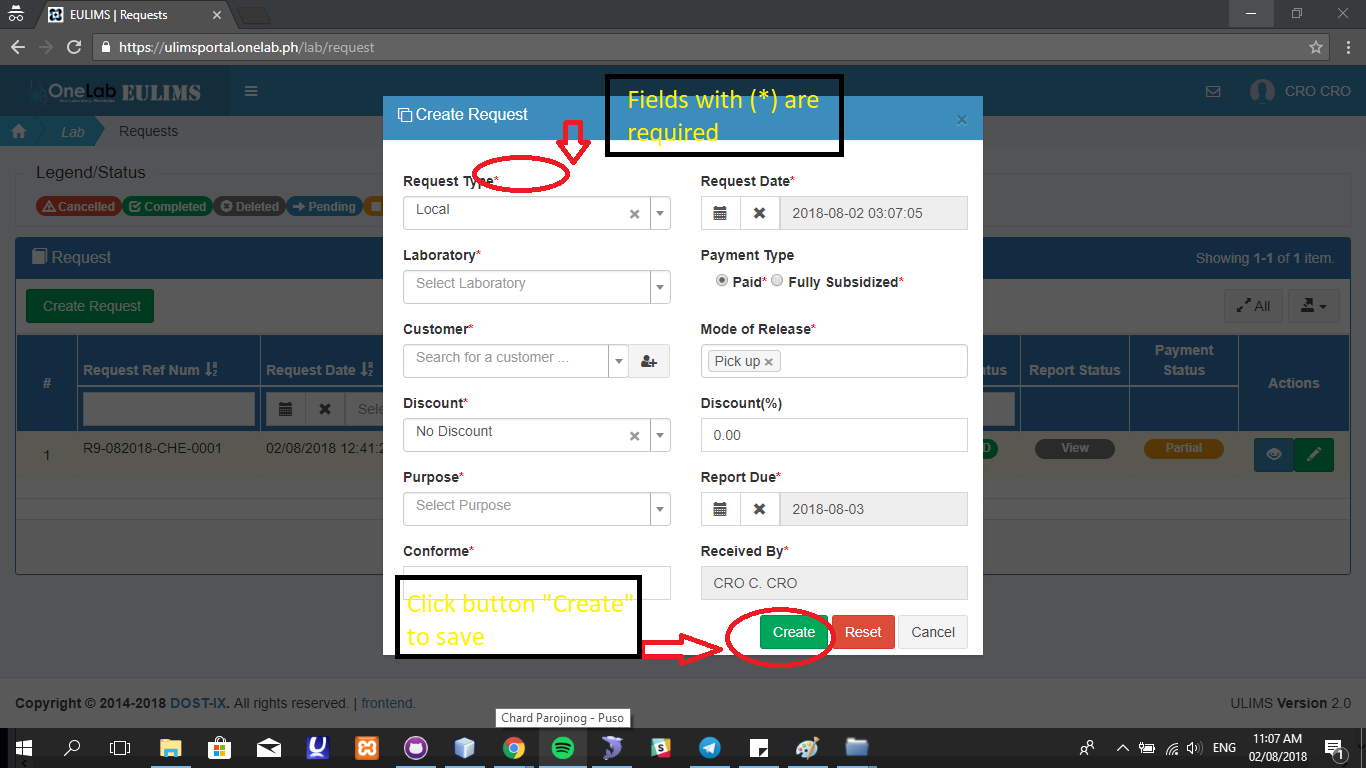 EULIMS | Requests
https://ulimsportal.onelab.ph/lab/request
OneLab EULIMS
CRO CRO
Lab
Requests
Legend/Status
Cancelled Completed Deleted Pending
Request
Showing 1-1 of 1 item.
Create Request
All
#
Request Ref Num
Request Date
Report Status
Payment Status
Actions
1
R9-082018-CHE-0001
02/08/2018 12:41:2
View
Partial
Create Request
Fields with (*) are
required
Request Type*
Request Date*
Local
2018-08-02 03:07:05
Laboratory*
Payment Type
Select Laboratory
Paid* Fully Subsidized*
Customer*
Mode of Release*
Search for a customer ...
Pick up
Discount*
Discount(%)
No Discount
0.00
Purpose*
Report Due*
Select Purpose
2018-08-03
Conforme*
Received By*
CRO C. CRO
Click button "Create"
to save
Create
Reset
Cancel
Copyright © 2014-2018 DOST-IX. All rights reserved. | frontend.
ULIMS Version 2.0
Chard Parojinog - Puso
ENG
11:07 AM
02/08/2018
1